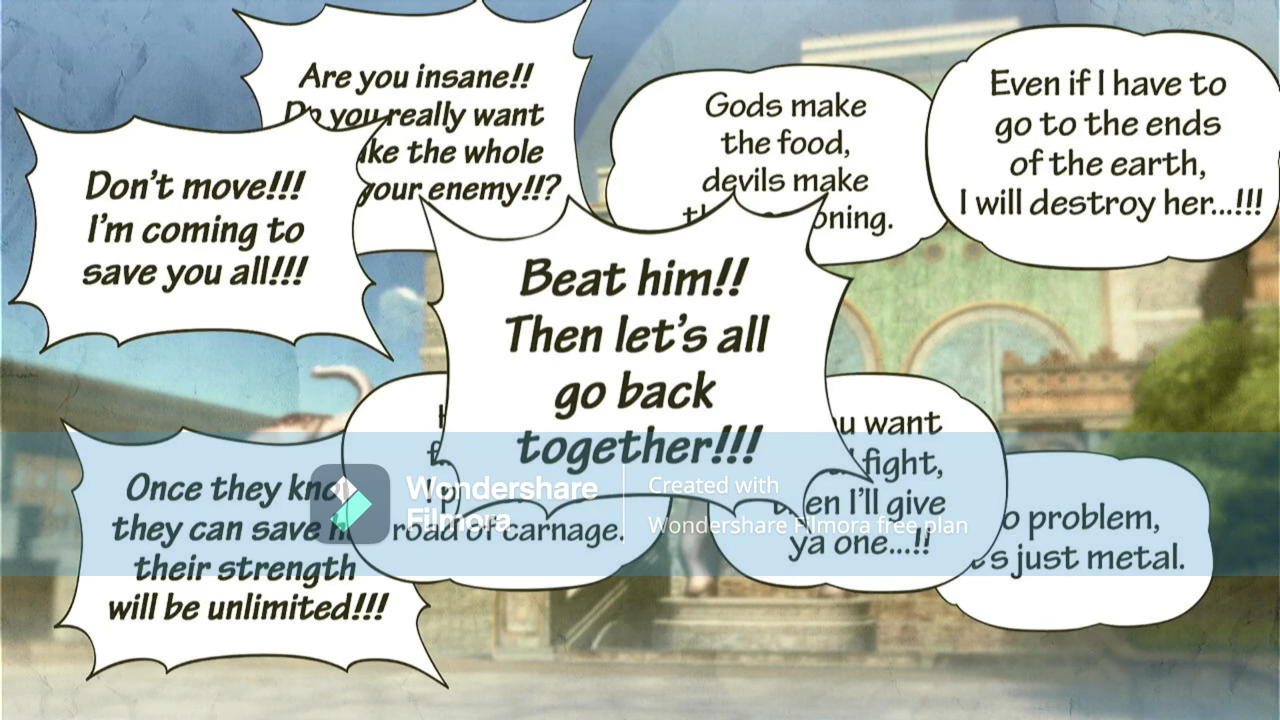 Are you insane!!
Do you really want
the whole
your enemy!!?
Don't move!!!
I'm coming to
save you all!!!
Gods make
the food,
devils make
Even if I have to
go to the ends
of the earth,
I will destroy her...!!!
Beat him!!
Then let's all
go back
together!!!
Once they
they can save
their strength
will be unlimited!!!
road of carnage.
want
fight,
I'll give
ya one...!!
problem,
just metal.
Wondershare
Filmora
Created with
Wondershare Filmora free plan